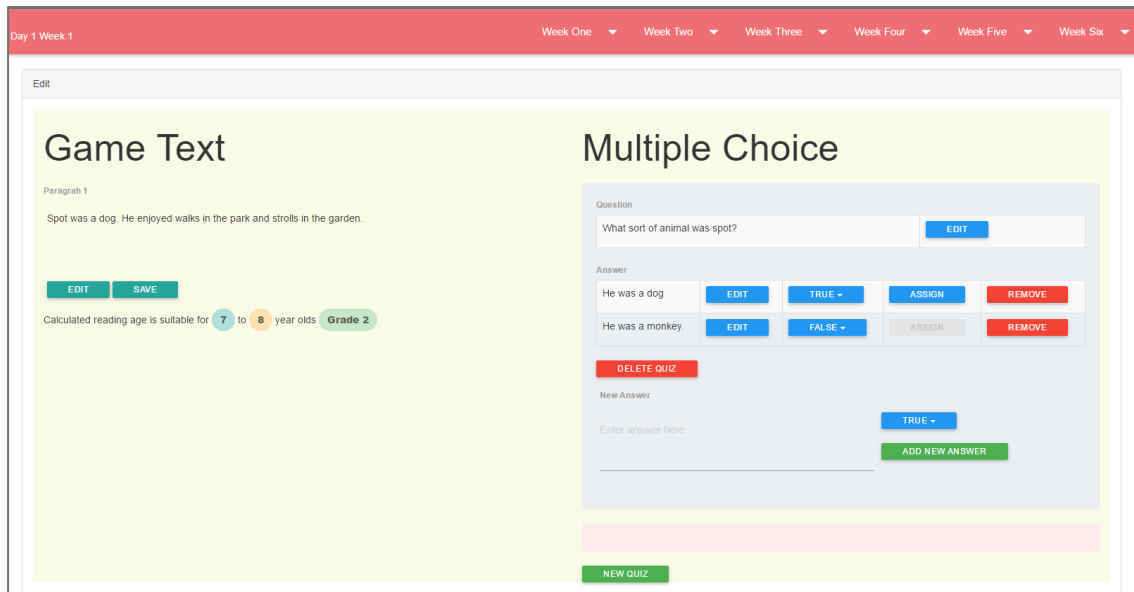 Day 1 Week 1
Week One
Week Two
Week Three
Week Four
Week Five
Week Six
Edit
Game Text
Paragrah 1
Spot was a dog. He enjoyed walks in the park and strolls in the garden.
EDIT SAVE
Calculated reading age is suitable for 7 to 8 year olds Grade 2
Multiple Choice
Question
What sort of animal was spot? EDIT
Answer
He was a dog EDIT TRUE ASSIGN REMOVE
He was a monkey. EDIT FALSE ASSIGN REMOVE
DELETE QUIZ
New Answer
Enter answer here
TRUE
ADD NEW ANSWER
NEW QUIZ